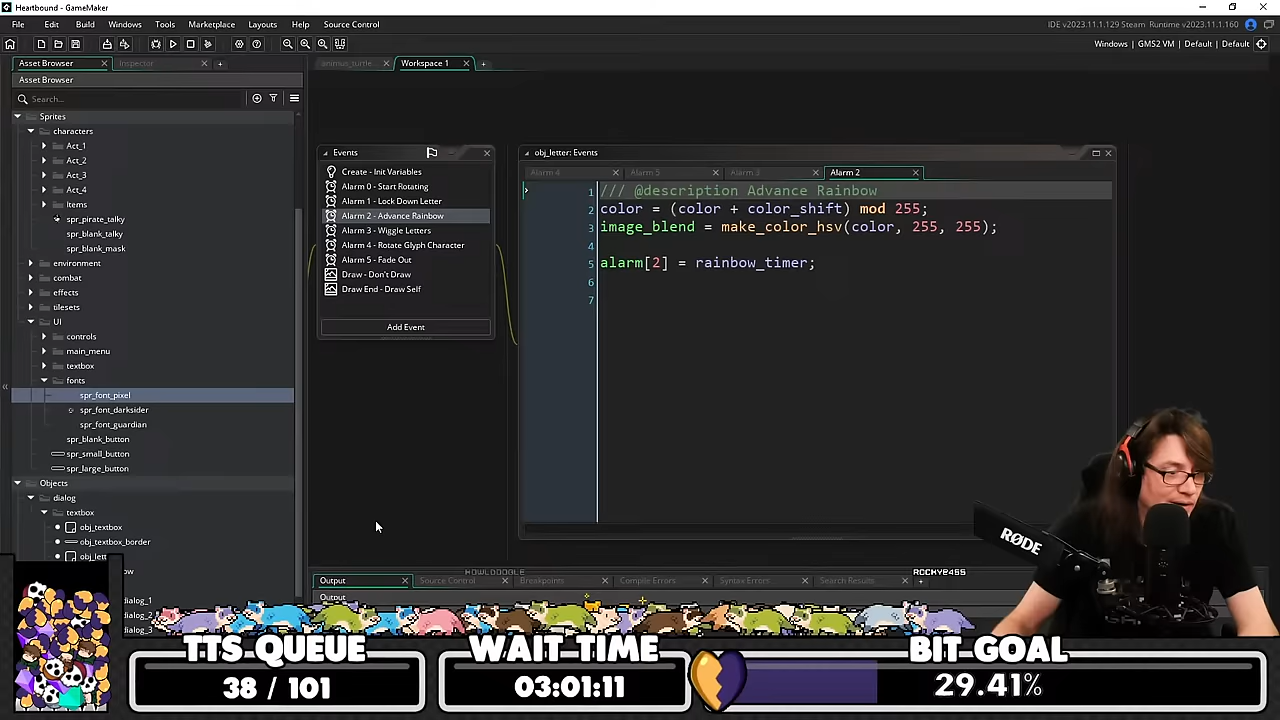 Heartbound - GameMaker
File Edit Build Windows Tools Marketplace Layouts Help Source Control
IDE v2023.11.1.129 Steam Runtime v2023.11.1.160
Windows | GMS2 VM | Default | Default
Asset Browser
Inspector
Workspace 1
Asset Browser
Search...
Sprites
characters
Act_1
Act_2
Act_3
Act_4
Items
spr_pirate_talky
spr_blank_talky
spr_blank_mask
environment
combat
effects
tilesets
UI
controls
main_menu
textbox
fonts
spr_font_pixel
spr_font_darksider
spr_font_guardian
spr_blank_button
spr_small_button
spr_large_button
Objects
dialog
textbox
obj_textbox
obj_textbox_border
obj_lett
dialog_1
dialog_3
Events
Create - Init Variables
Alarm 0 - Start Rotating
Alarm 1 - Lock Down Letter
Alarm 2 - Advance Rainbow
Alarm 3 - Wiggle Letters
Alarm 4 - Rotate Glyph Character
Alarm 5 - Fade Out
Draw - Don't Draw
Draw End - Draw Self
Add Event
obj_letter: Events
Alarm 4 Alarm 5 Alarm 3 Alarm 2
1 /// @description Advance Rainbow
2 color = (color + color_shift) mod 255;
3 image_blend = make_color_hsv(color, 255, 255);
4
5 alarm[2] = rainbow_timer;
6
7
RØDE
HOWLDOOGLE
Output Source Control Breakpoints Compile Errors Syntax Errors Search Results
Output
TTS QUEUE
38 / 101
WAIT TIME
03:01:11
BIT GOAL
29.41%